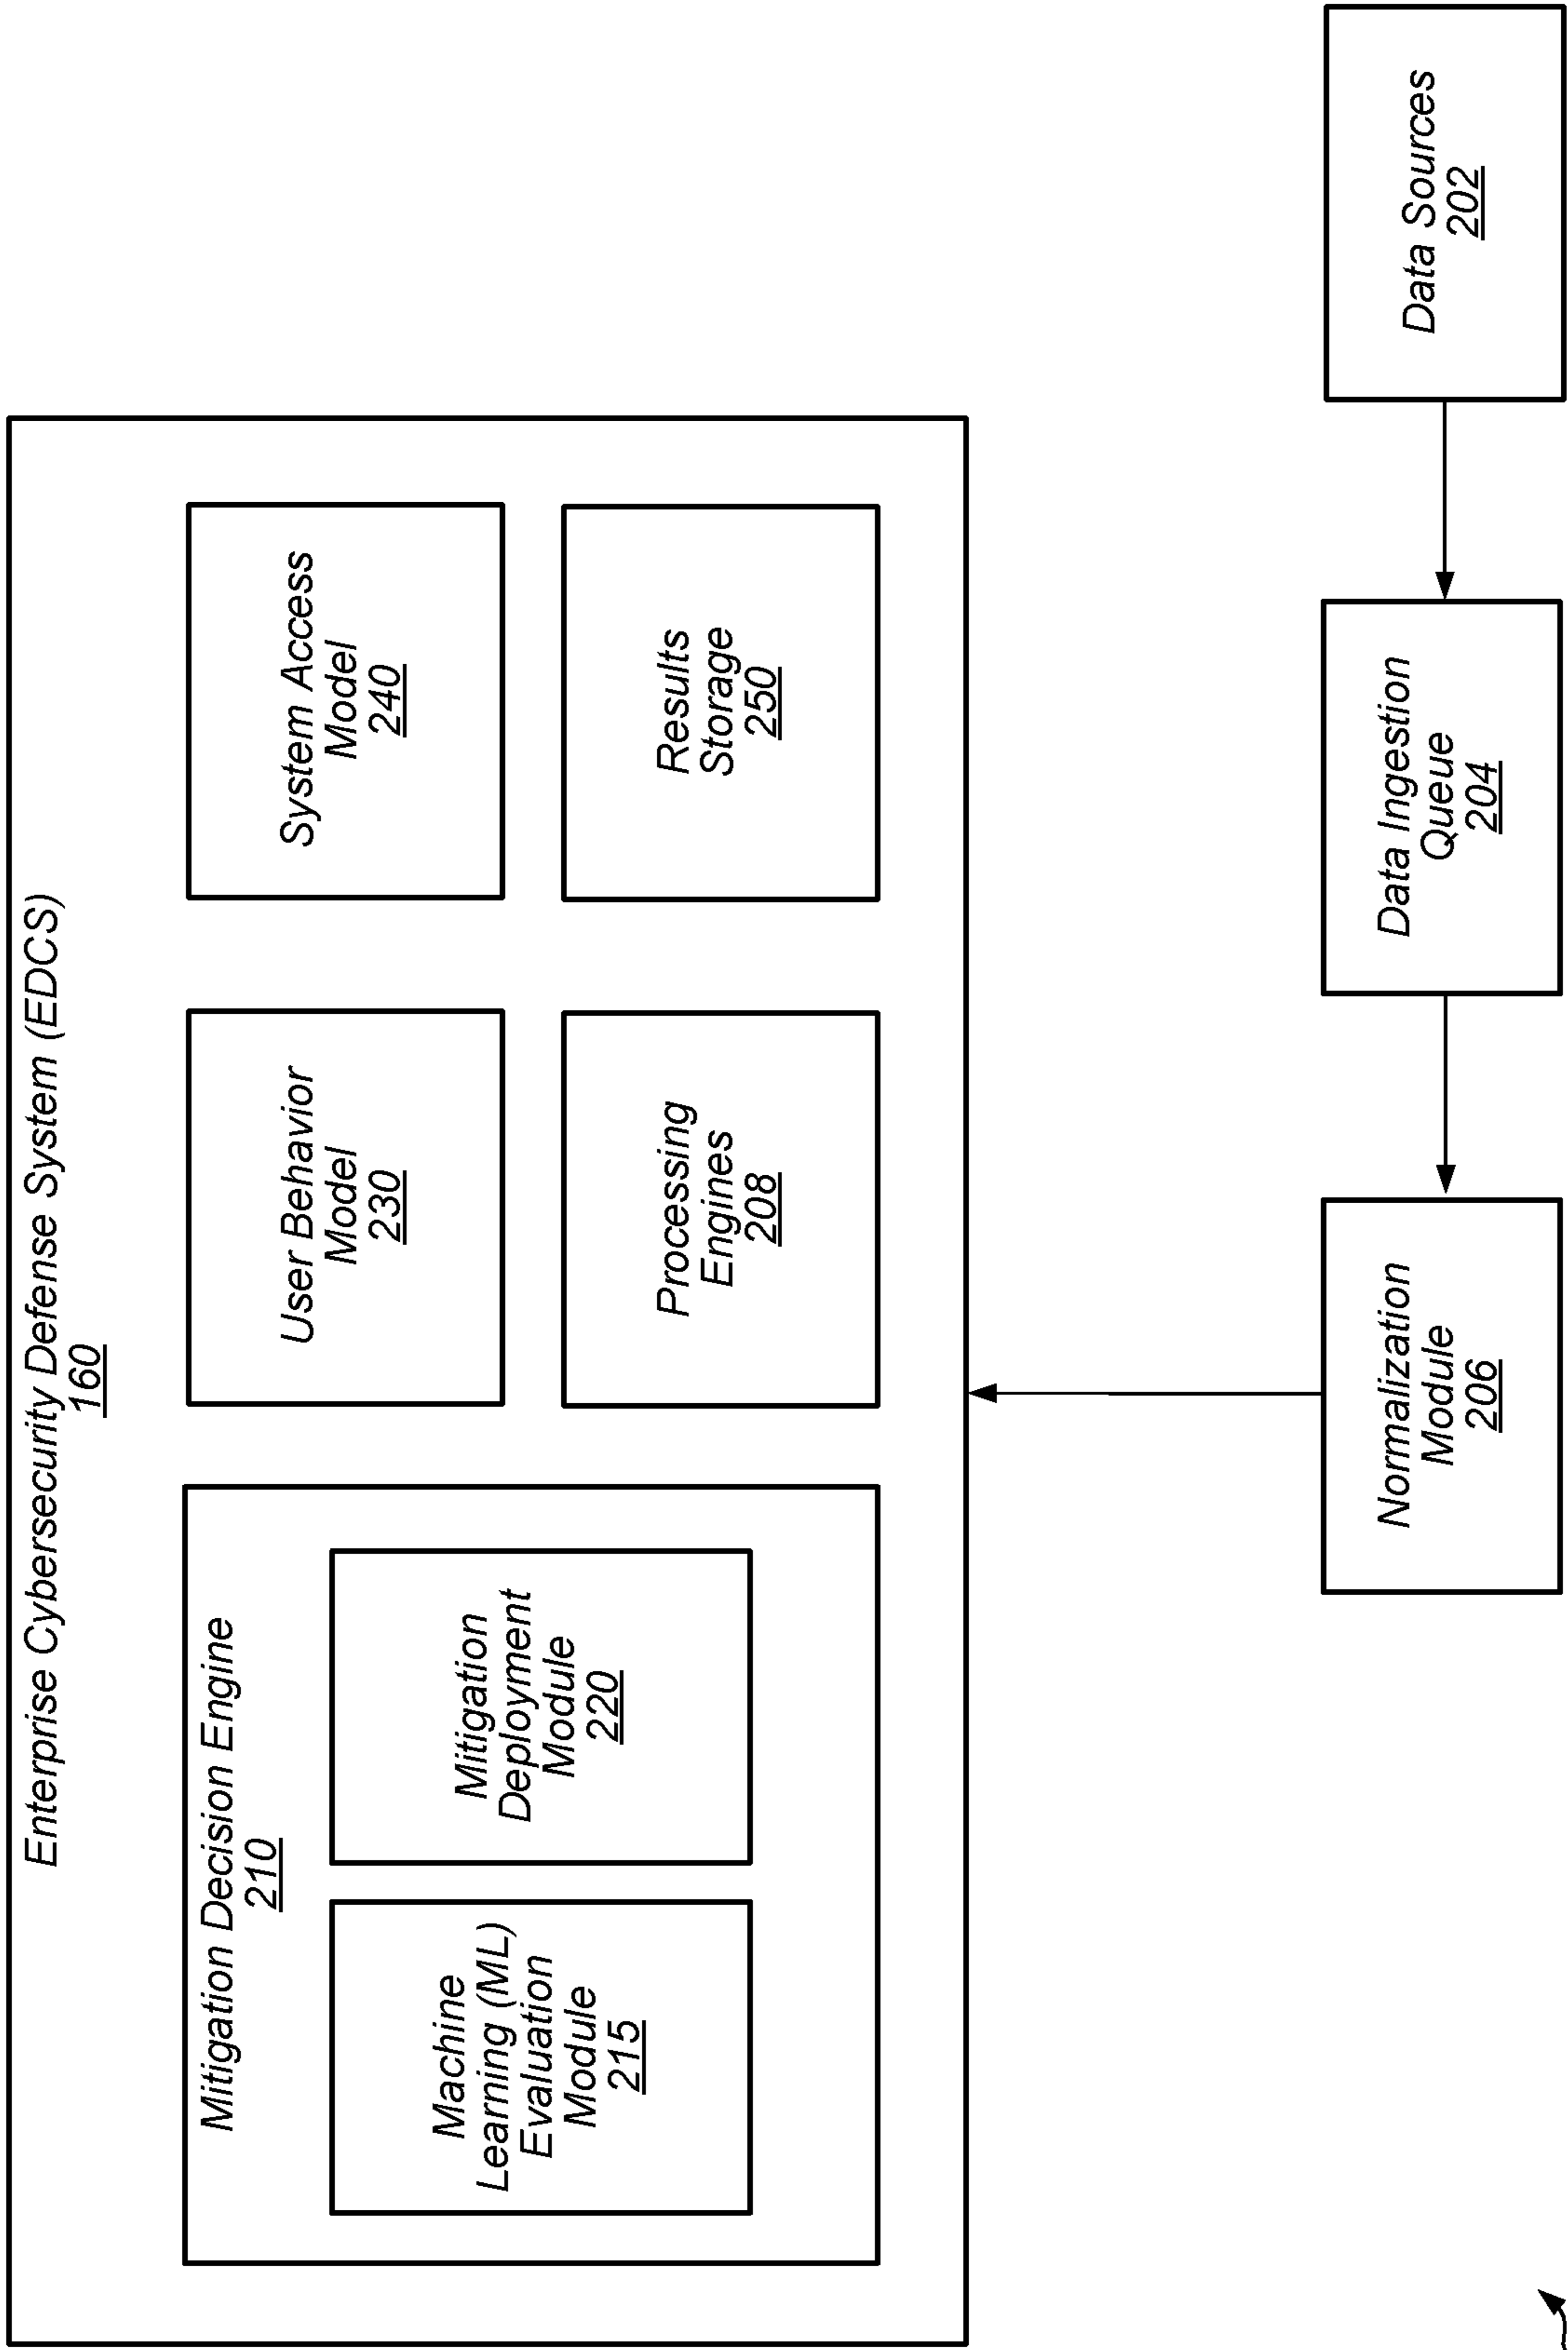 Enterprise Cybersecurity Defense System (EDCS)
160
Mitigation Decision Engine
210
Machine
Learning (ML)
Evaluation
Module
215
Mitigation
Deployment
Module
220
User Behavior
Model
230
System Access
Model
240
Processing
Engines
208
Results
Storage
250
Normalization
Module
206
Data Ingestion
Queue
204
Data Sources
202